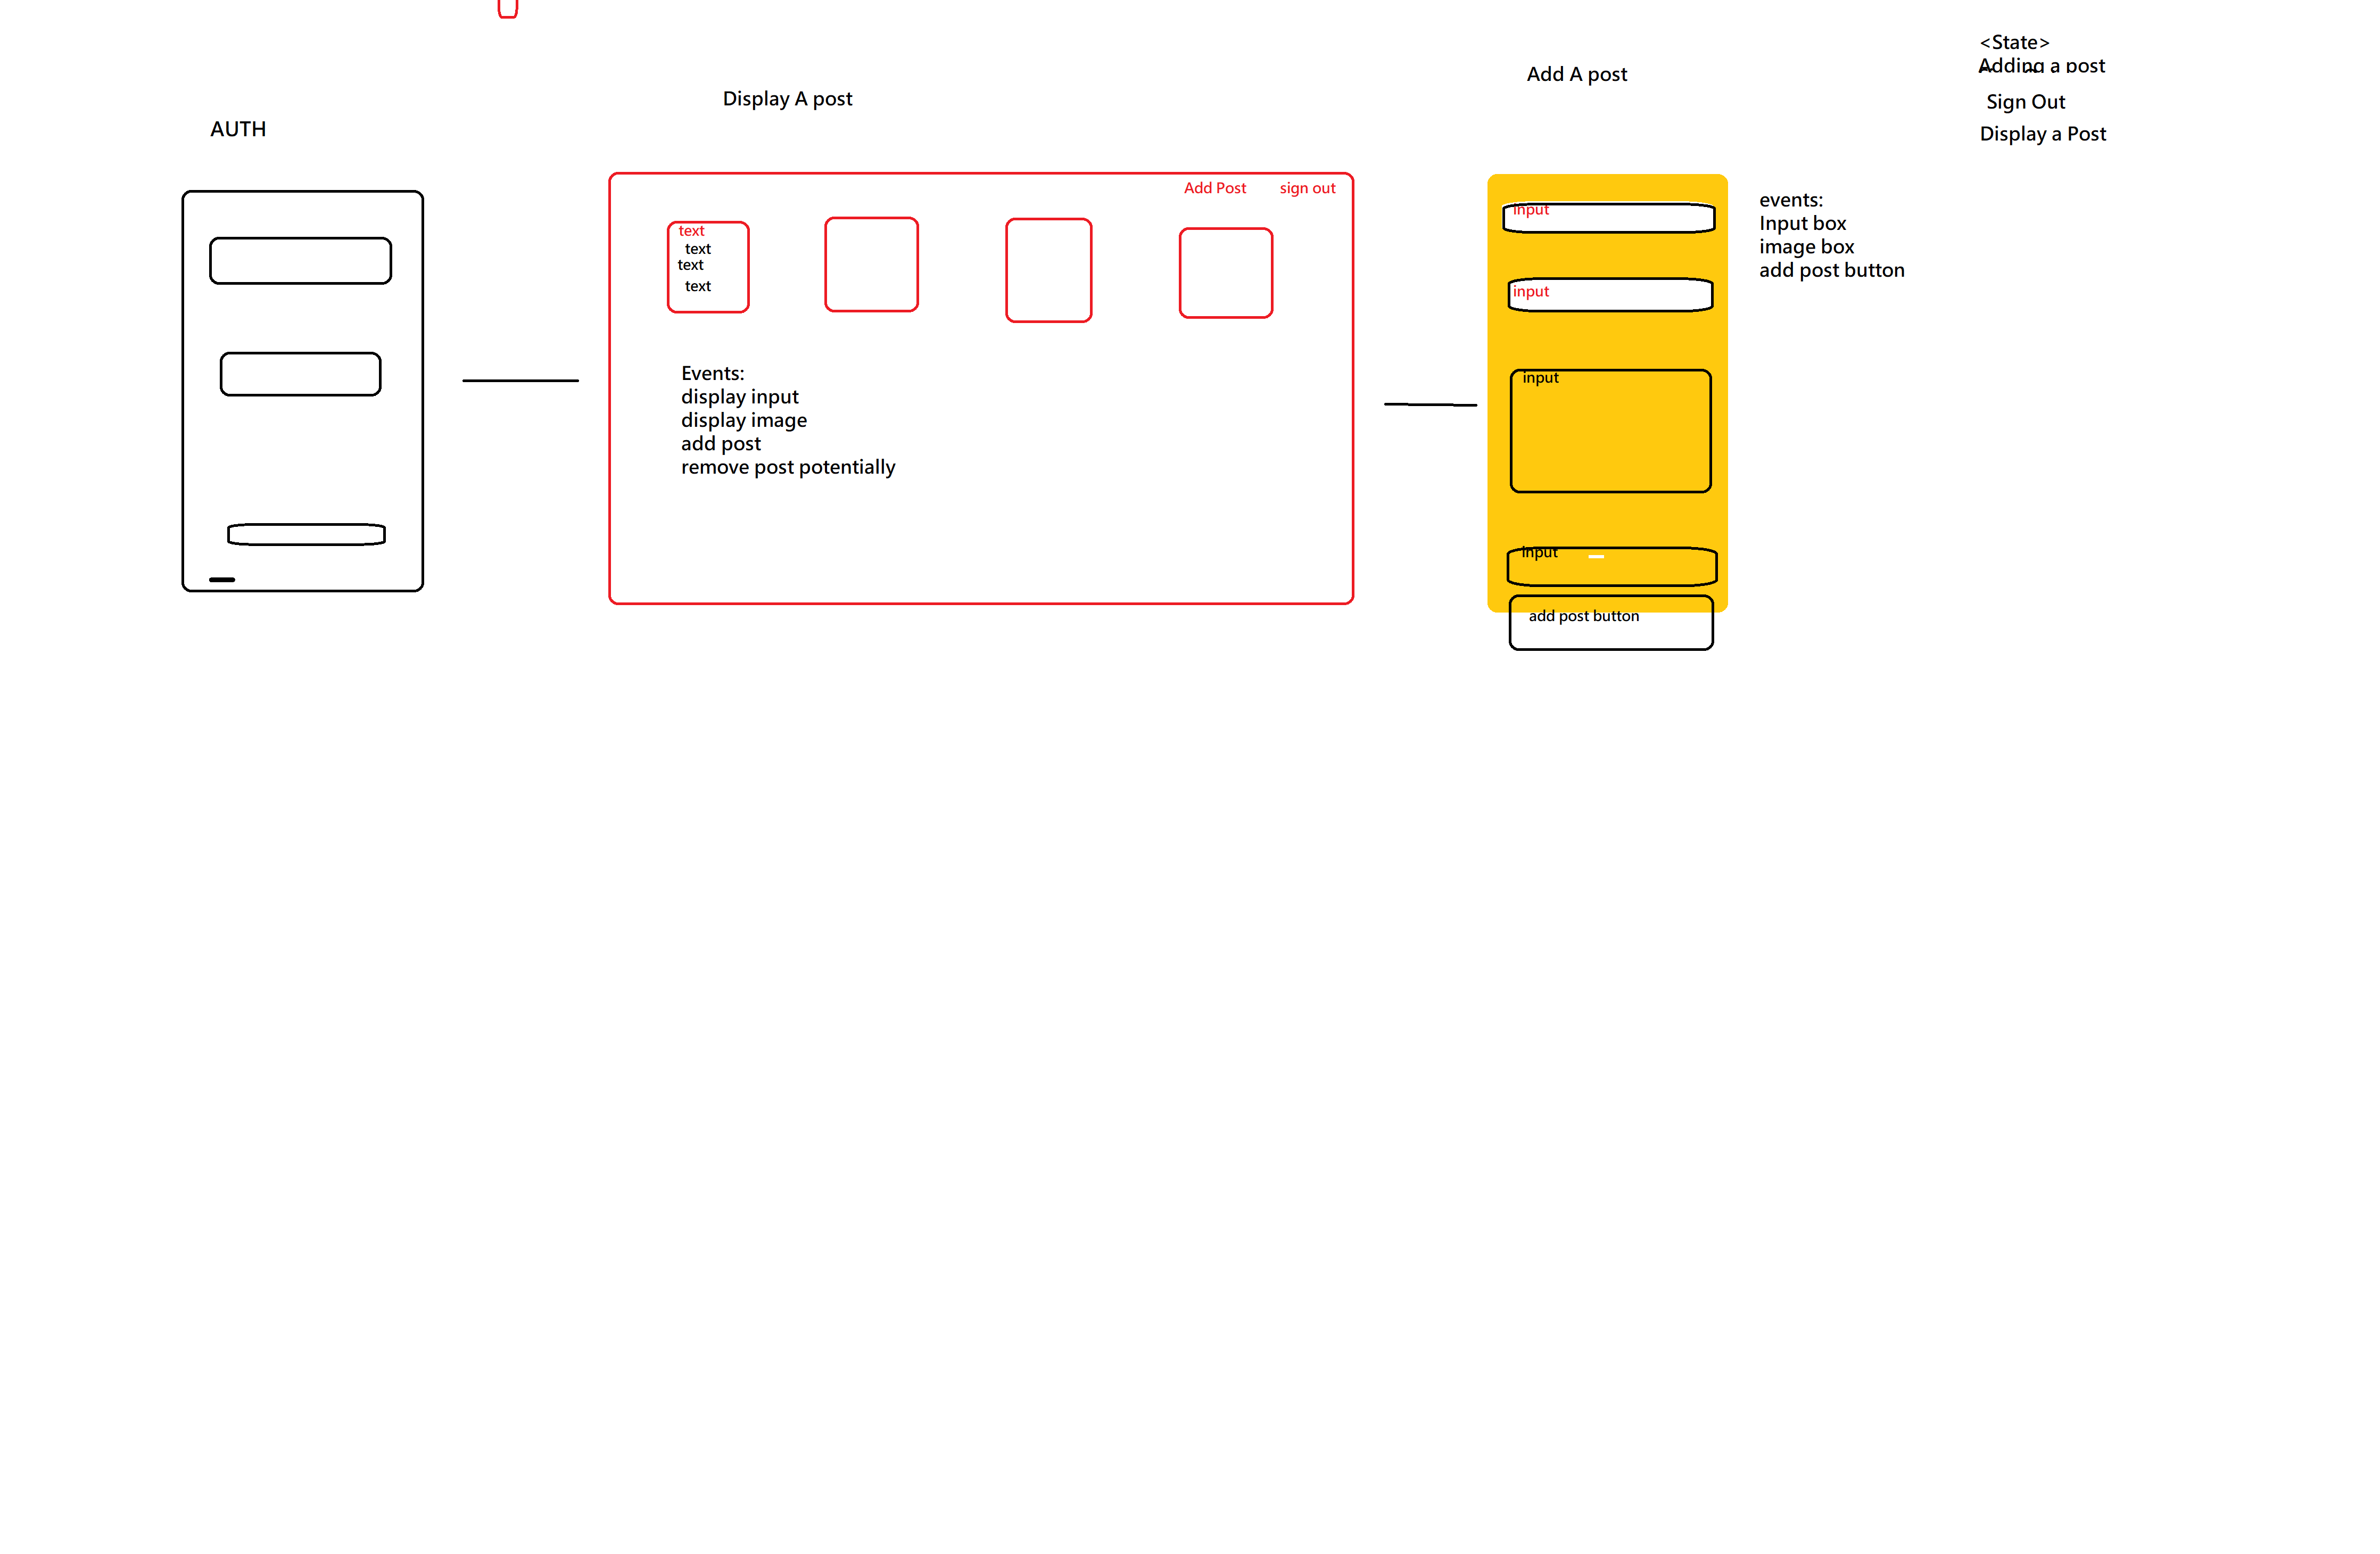 <State>
Adding a post
Sign Out
Display a Post
Add A post
Display A post
AUTH
Add Post
sign out
text
text
text
text
Events:
display input
display image
add post
remove post potentially
input
input
input
input
add post button
events:
Input box
image box
add post button